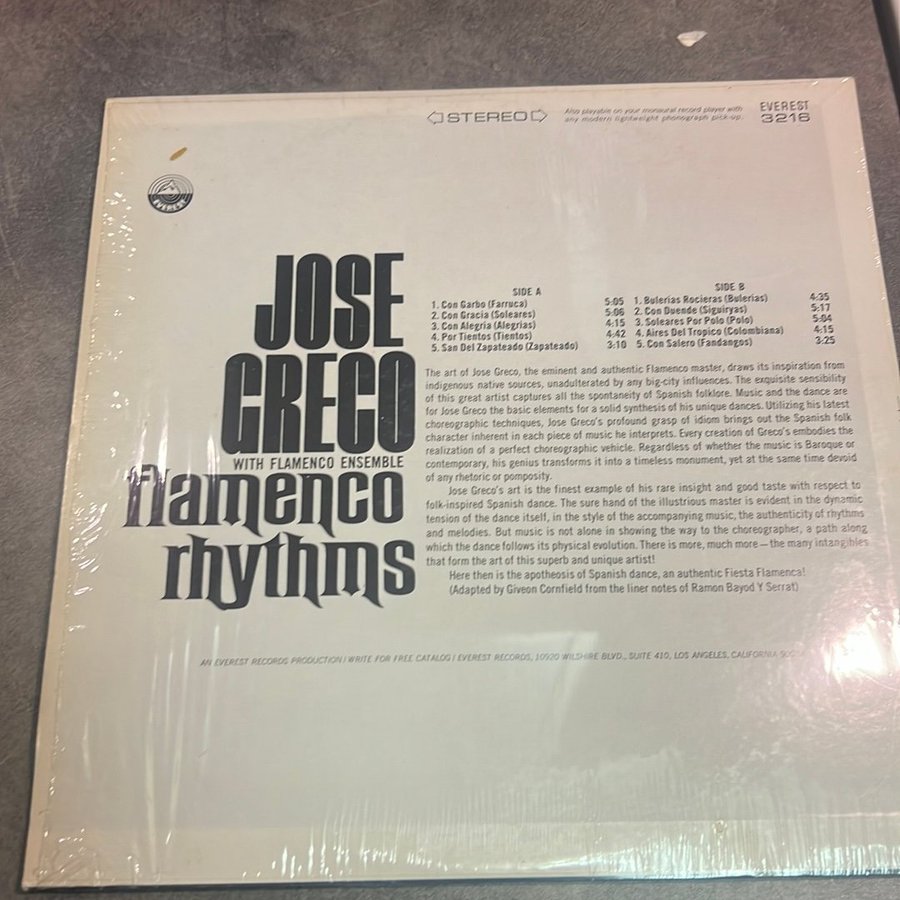 STEREO
Also playable on your monaural record player with
any modern lightweight phonograph pick-up.
EVEREST
3216
EVEREST
JOSE
GRECO
WITH FLAMENCO ENSEMBLE
flamenco
rhythms
SIDE A
1. Con Garbo (Farruca) 5:05
2. Con Gracia (Soleares) 5:06
3. Con Alegria (Alegrias) 4:15
4. Por Tientos (Tientos) 4:42
5. San Del Zapateado (Zapateado) 3:10
SIDE B
1. Bulerias Rocieras (Bulerias) 4:35
2. Con Duende (Siguiryas) 5:17
3. Soleares Por Polo (Polo) 5:04
4. Aires Del Tropico (Colombiana) 4:15
5. Con Salero (Fandangos) 3:25
The art of Jose Greco, the eminent and authentic Flamenco master, draws its inspiration from
indigenous native sources, unadulterated by any big-city influences. The exquisite sensibility
of this great artist captures all the spontaneity of Spanish folklore. Music and the dance are
for Jose Greco the basic elements for a solid synthesis of his unique dances. Utilizing his latest
choreographic techniques, Jose Greco's profound grasp of idiom brings out the Spanish folk
character inherent in each piece of music he interprets. Every creation of Greco's embodies the
realization of a perfect choreographic vehicle. Regardless of whether the music is Baroque or
contemporary, his genius transforms it into a timeless monument, yet at the same time devoid
of any rhetoric or pomposity.
Jose Greco's art is the finest example of his rare insight and good taste with respect to
folk-inspired Spanish dance. The sure hand of the illustrious master is evident in the dynamic
tension of the dance itself, in the style of the accompanying music, the authenticity of rhythms
and melodies. But music is not alone in showing the way to the choreographer, a path along
which the dance follows its physical evolution. There is more, much more—the many intangibles
that form the art of this superb and unique artist!
Here then is the apotheosis of Spanish dance, an authentic Fiesta Flamenca!
(Adapted by Giveon Cornfield from the liner notes of Ramon Bayod Y Serrat)
AN EVEREST RECORDS PRODUCTION / WRITE FOR FREE CATALOG / EVEREST RECORDS, 10920 WILSHIRE BLVD., SUITE 410, LOS ANGELES, CALIFORNIA